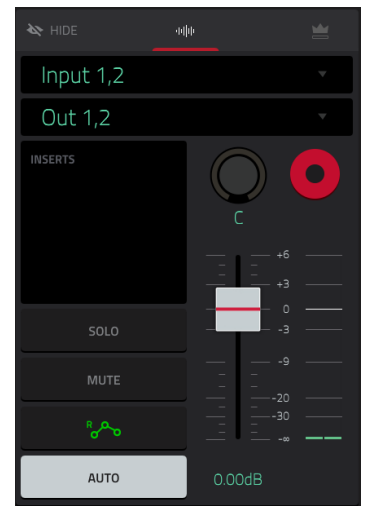 HIDE
Input 1,2
Out 1,2
INSERTS
C
+6
+3
0
-3
-9
-20
-30
-∞
SOLO
MUTE
R
AUTO
0.00dB